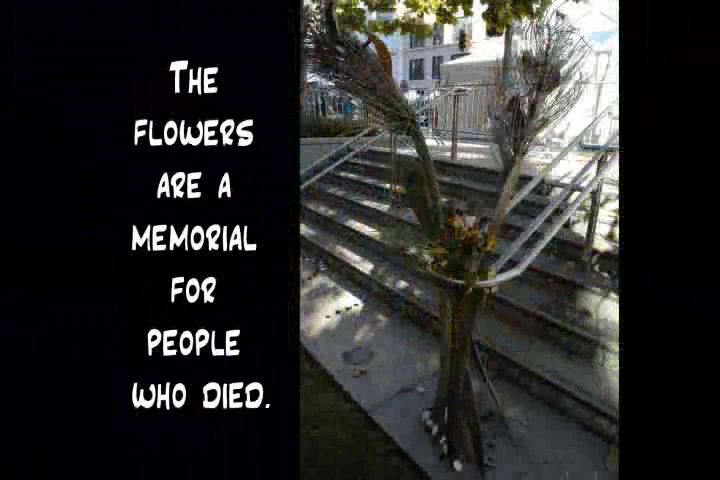 THE
FLOWERS
ARE A
MEMORIAL
FOR
PEOPLE
WHO DIED.